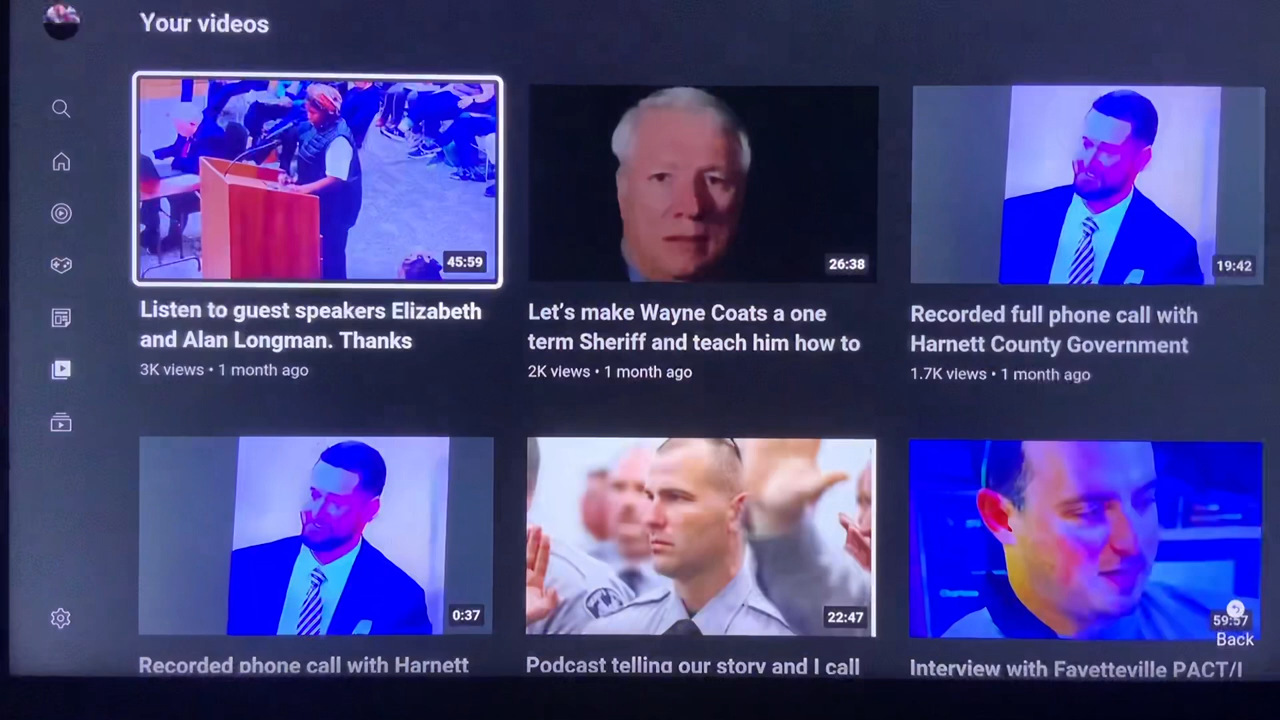 Your videos
45:59
26:38
19:42
Listen to guest speakers Elizabeth
and Alan Longman. Thanks
3K views • 1 month ago
Let's make Wayne Coats a one
term Sheriff and teach him how to
2K views • 1 month ago
Recorded full phone call with
Harnett County Government
1.7K views • 1 month ago
0:37
22:47
59:57
Back
Recorded phone call with Harnett
Podcast telling our story and I call
Interview with Fayetteville PACT/I